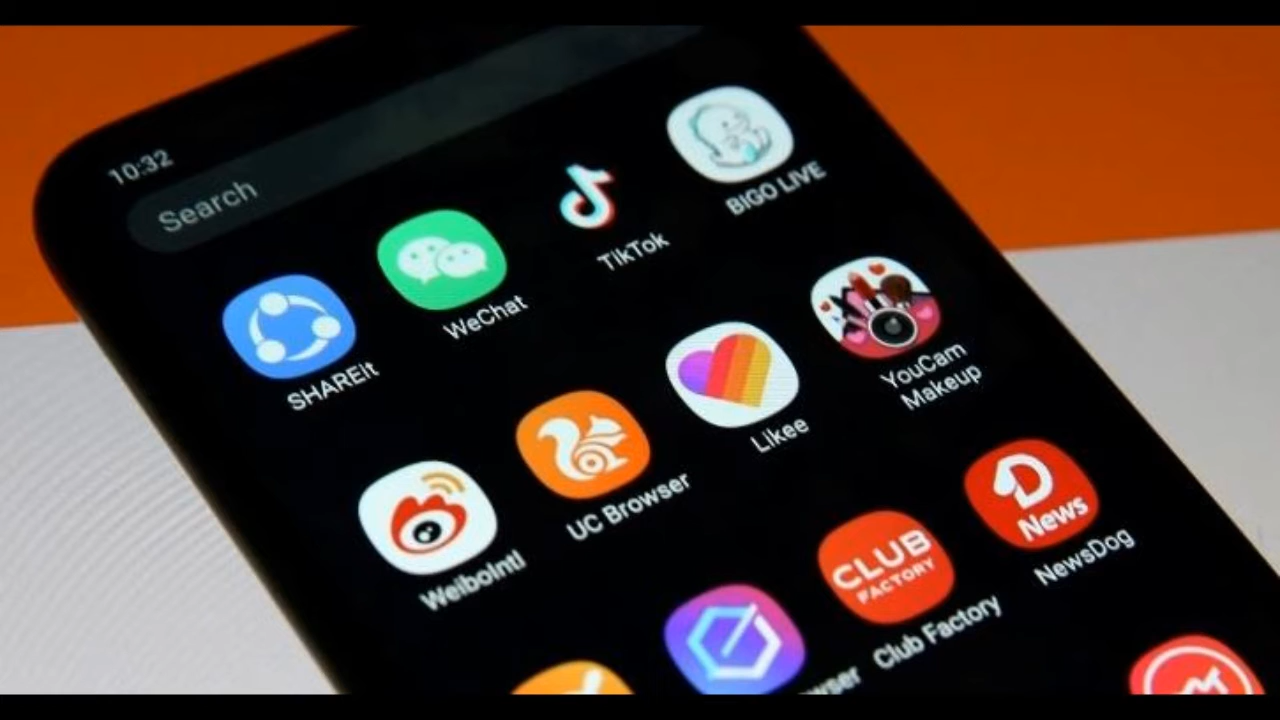 10:32
Search
SHAREit
WeChat
TikTok
BIGO LIVE
WeiboIntl
UC Browser
Likee
YouCam
Makeup
CLUB
FACTORY
Club Factory
News
NewsDog